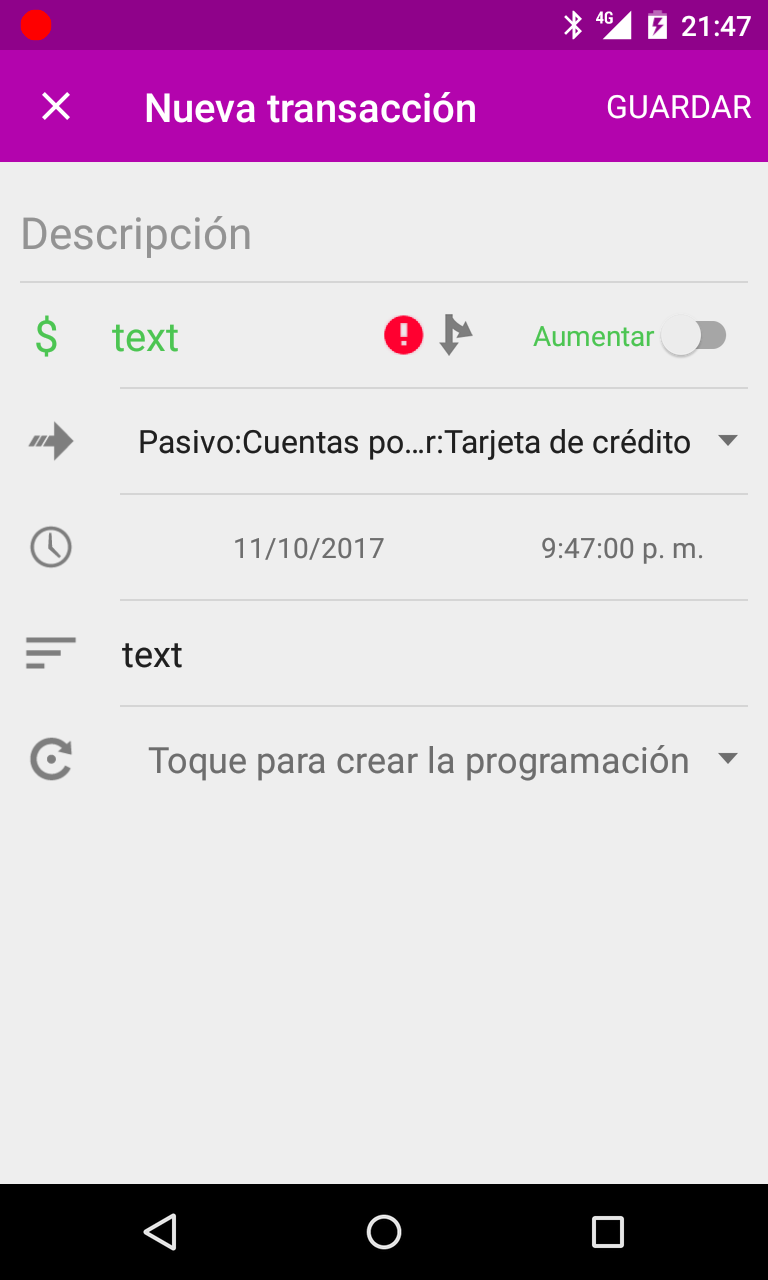 4G 21:47
Nueva transacción GUARDAR
Descripción
$ text Aumentar
Pasivo:Cuentas po…r:Tarjeta de crédito
11/10/2017 9:47:00 p. m.
text
Toque para crear la programación